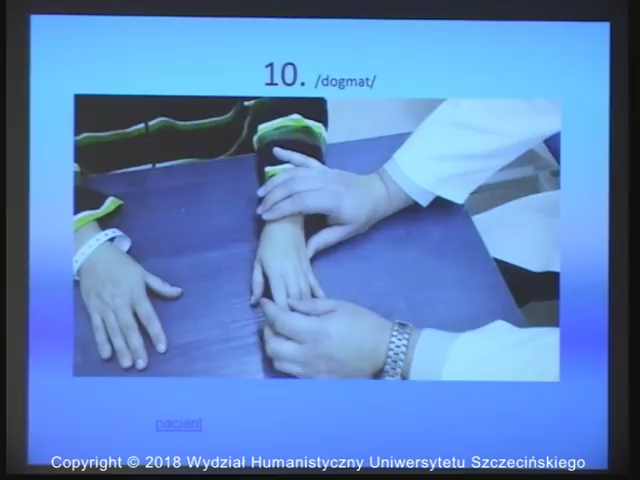 10. /dogmat/
pacjant
Copyright © 2018 Wydział Humanistyczny Uniwersytetu Szczecińskiego